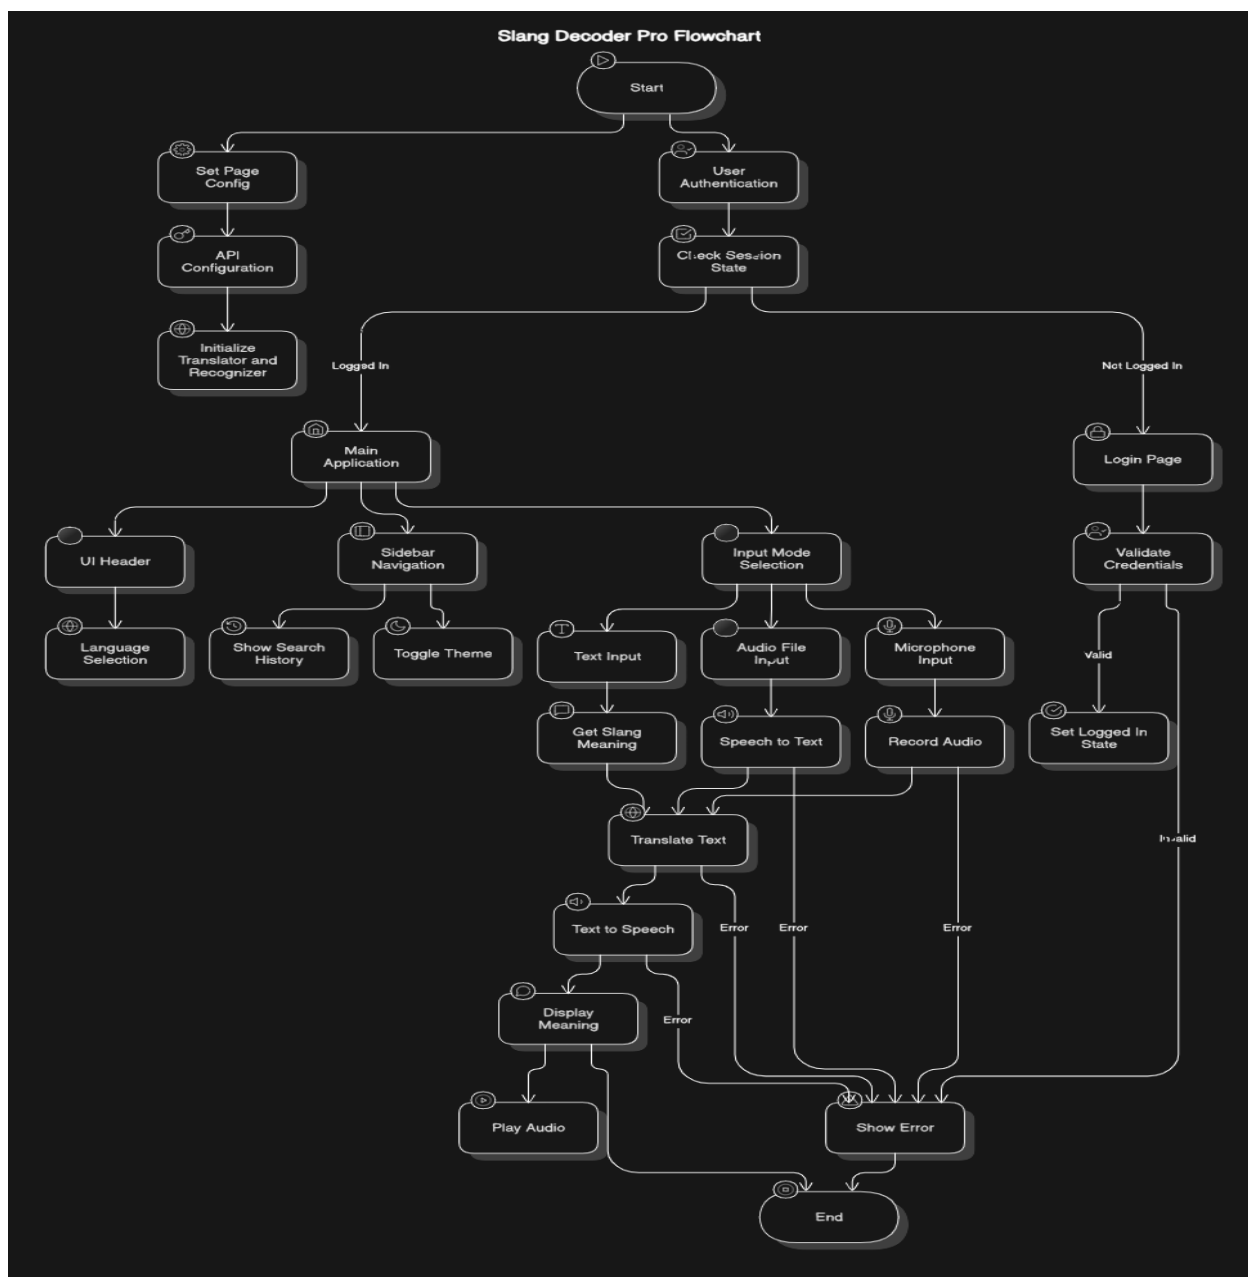 Slang Decoder Pro Flowchart
Start
Set Page
Config
User
Authentication
API
Configuration
Check Session
State
Initialize
Translator and
Recognizer
Logged In
Not Logged In
Main
Application
Login Page
UI Header
Sidebar
Navigation
Input Mode
Selection
Validate
Credentials
Language
Selection
Show Search
History
Toggle Theme
Text Input
Audio File
Input
Microphone
Input
Valid
Get Slang
Meaning
Speech to Text
Record Audio
Set Logged In
State
Translate Text
Invalid
Text to Speech
Error
Error
Error
Display
Meaning
Error
Play Audio
Show Error
End